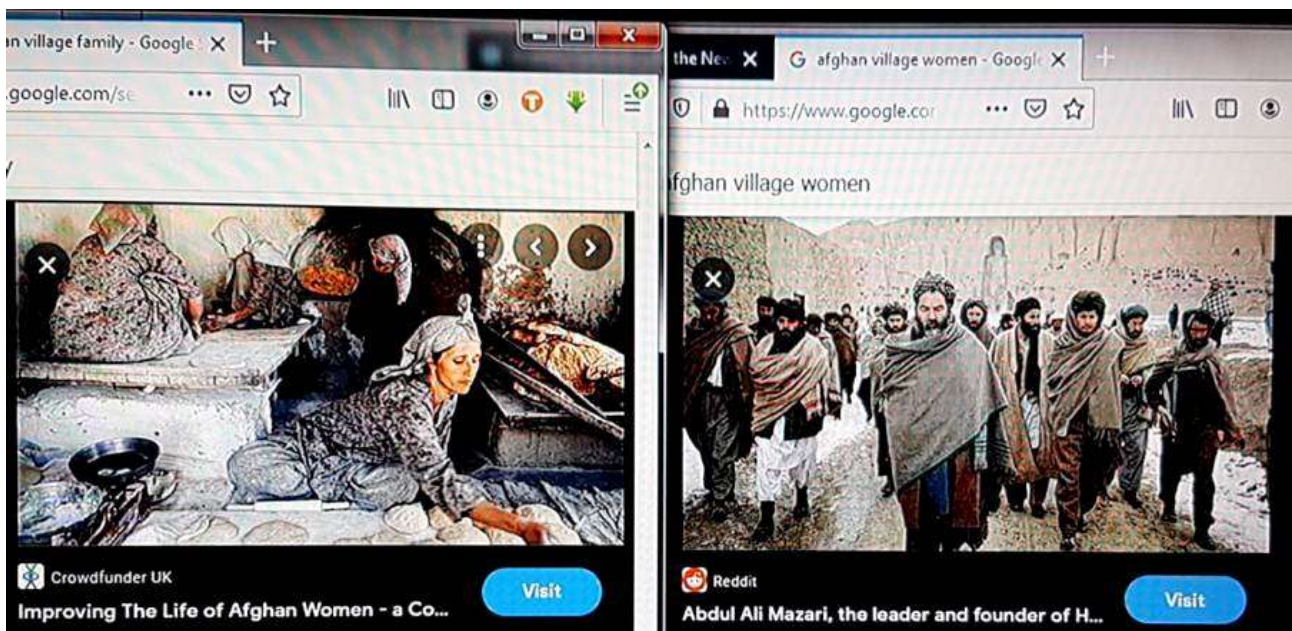 an village family - Google
.google.com/se
Crowdfunder UK
Improving The Life of Afghan Women - a Co...
Visit
the Ne
G afghan village women - Google
https://www.google.cor
fghan village women
Reddit
Abdul Ali Mazari, the leader and founder of H...
Visit